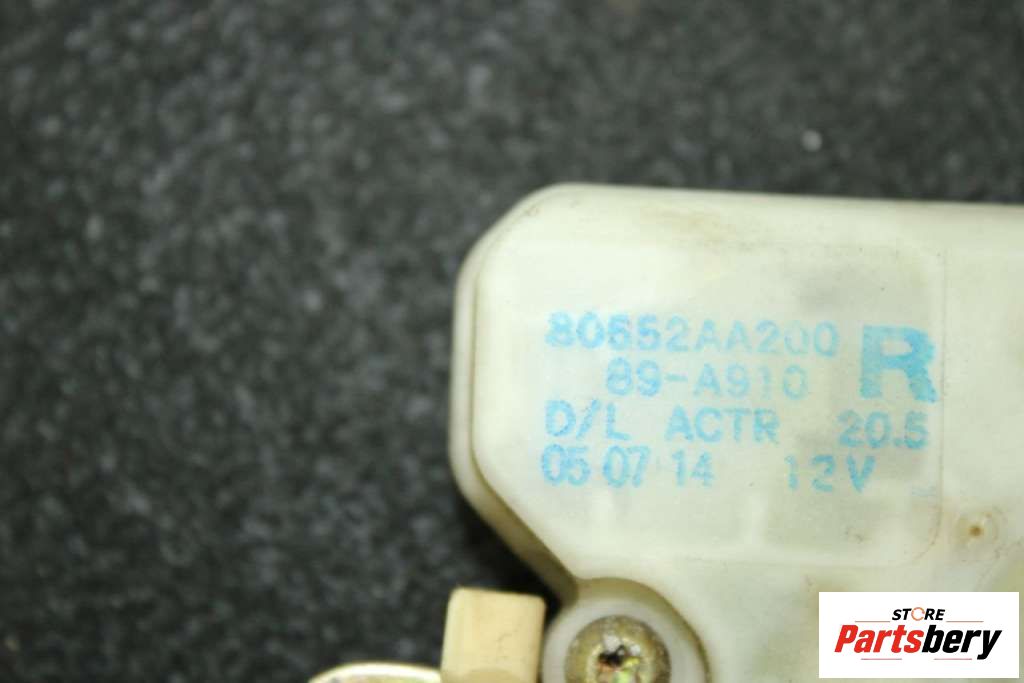 80552AA200
89-A910 R
D/L ACTR 20.5
05 07 14 12V
STORE
Partsbery